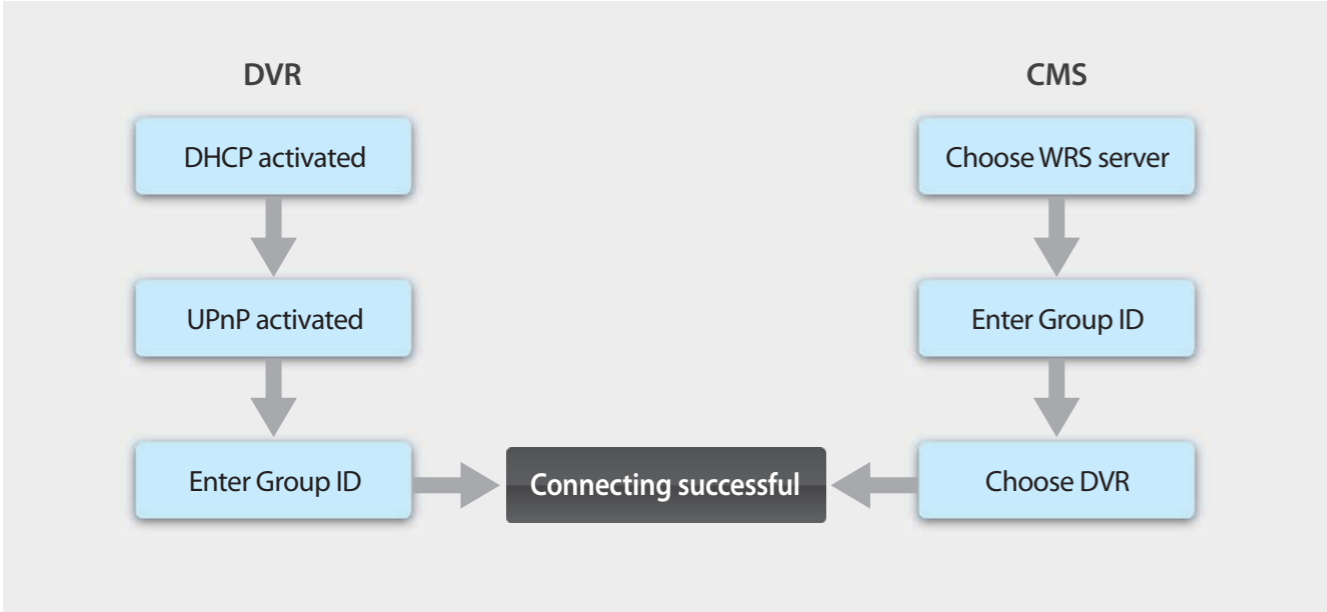 DVR
CMS
DHCP activated
Choose WRS server
UPnP activated
Enter Group ID
Enter Group ID
Connecting successful
Choose DVR